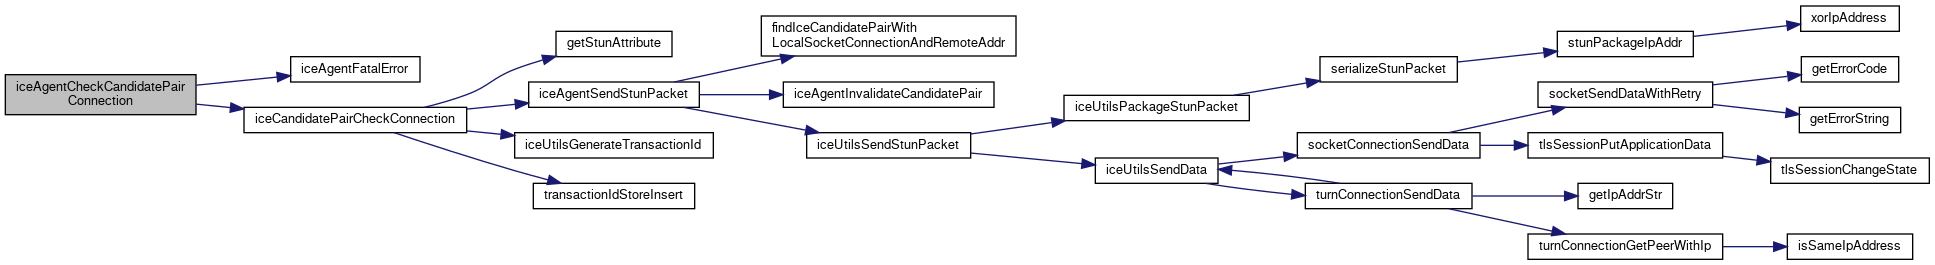 iceAgentCheckCandidatePair
Connection
iceAgentFatalError
iceCandidatePairCheckConnection
getStunAttribute
iceAgentSendStunPacket
iceUtilsGenerateTransactionId
transactionIdStoreInsert
findIceCandidatePairWith
LocalSocketConnectionAndRemoteAddr
iceAgentInvalidateCandidatePair
iceUtilsSendStunPacket
iceUtilsPackageStunPacket
iceUtilsSendData
serializeStunPacket
socketConnectionSendData
turnConnectionSendData
stunPackageIpAddr
socketSendDataWithRetry
tlsSessionPutApplicationData
getIpAddrStr
turnConnectionGetPeerWithIp
xorIpAddress
getErrorCode
getErrorString
tlsSessionChangeState
isSameIpAddress